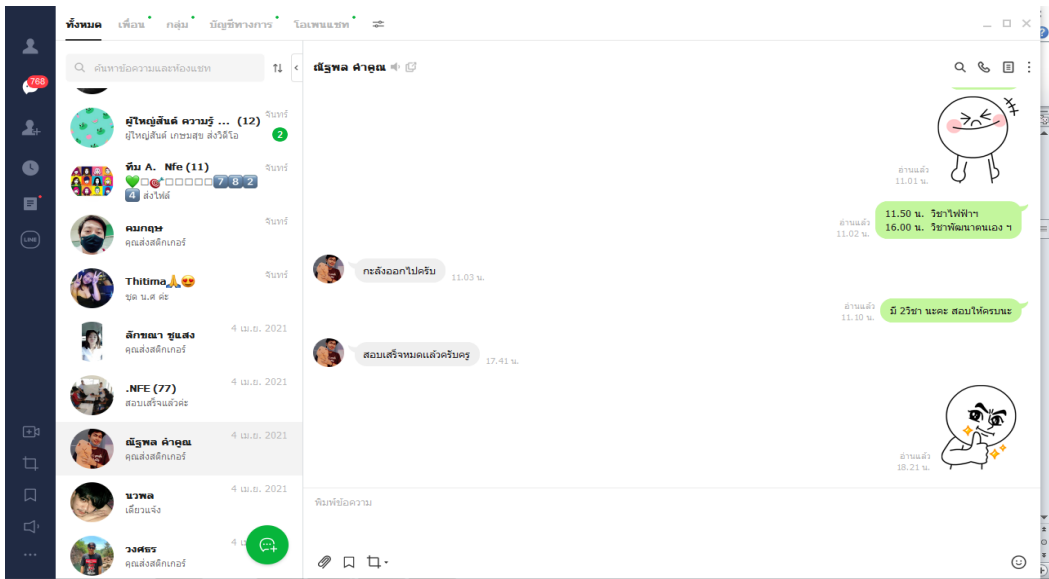 ทั้งหมด เพื่อน กลุ่ม บัญชีทางการ โอเพนแชท
768
ค้นหาข้อความและห้องแชท
ผู้ใหญ่สันต์ ความรู้ ... (12) จันทร์
ผู้ใหญ่สันต์ เกษมสุข ส่งวิดีโอ 2
ทีม A. Nfe (11) จันทร์
7 8 2
4 ส่งไฟล์
คมกฤษ จันทร์
คุณส่งสติกเกอร์
Thitima จันทร์
ชุด น.ศ ค่ะ
ลักขณา ชูแสง 4 เม.ย. 2021
คุณส่งสติกเกอร์
.NFE (77) 4 เม.ย. 2021
สอบเสร็จแล้วค่ะ
ณัฐพล คำคูณ 4 เม.ย. 2021
คุณส่งสติกเกอร์
นวพล 4 เม.ย. 2021
เดี๋ยวแจ้ง
วงศธร 4
คุณส่งสติกเกอร์
LINE
ณัฐพล คำคูณ
อ่านแล้ว
11.01 น.
11.50 น. วิชาไฟฟ้าฯ
16.00 น. วิชาพัฒนาตนเอง ฯ
อ่านแล้ว
11.02 น.
กะลังออกไปครับ 11.03 น.
มี 2วิชา นะคะ สอบให้ครบนะ
อ่านแล้ว
11.10 น.
สอบเสร็จหมดแล้วครับครู 17.41 น.
อ่านแล้ว
18.21 น.
พิมพ์ข้อความ